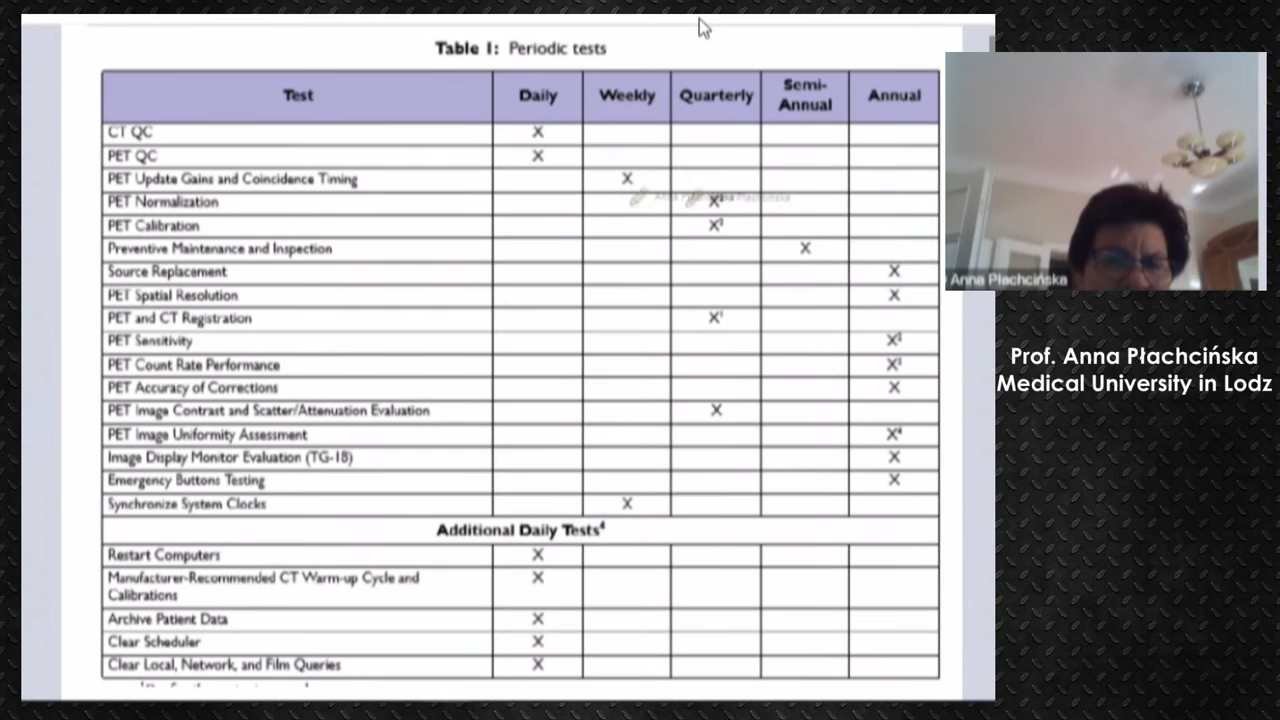 Table 1: Periodic tests
Test Daily Weekly Quarterly Semi-Annual Annual
CT QC X
PET QC X
PET Update Gains and Coincidence Timing X
PET Normalization X
PET Calibration X
Preventive Maintenance and Inspection X
Source Replacement X
PET Spatial Resolution X
PET and CT Registration X¹
PET Sensitivity X
PET Count Rate Performance X
PET Accuracy of Corrections X
PET Image Contrast and Scatter/Attenuation Evaluation X
PET Image Uniformity Assessment X⁴
Image Display Monitor Evaluation (TG-18) X
Emergency Buttons Testing X
Synchronize System Clocks X
Additional Daily Tests⁴
Restart Computers X
Manufacturer-Recommended CT Warm-up Cycle and
Calibrations X
Archive Patient Data X
Clear Scheduler X
Clear Local, Network, and Film Queries X
Anna Płachcińska
Prof. Anna Płachcińska
Medical University in Lodz